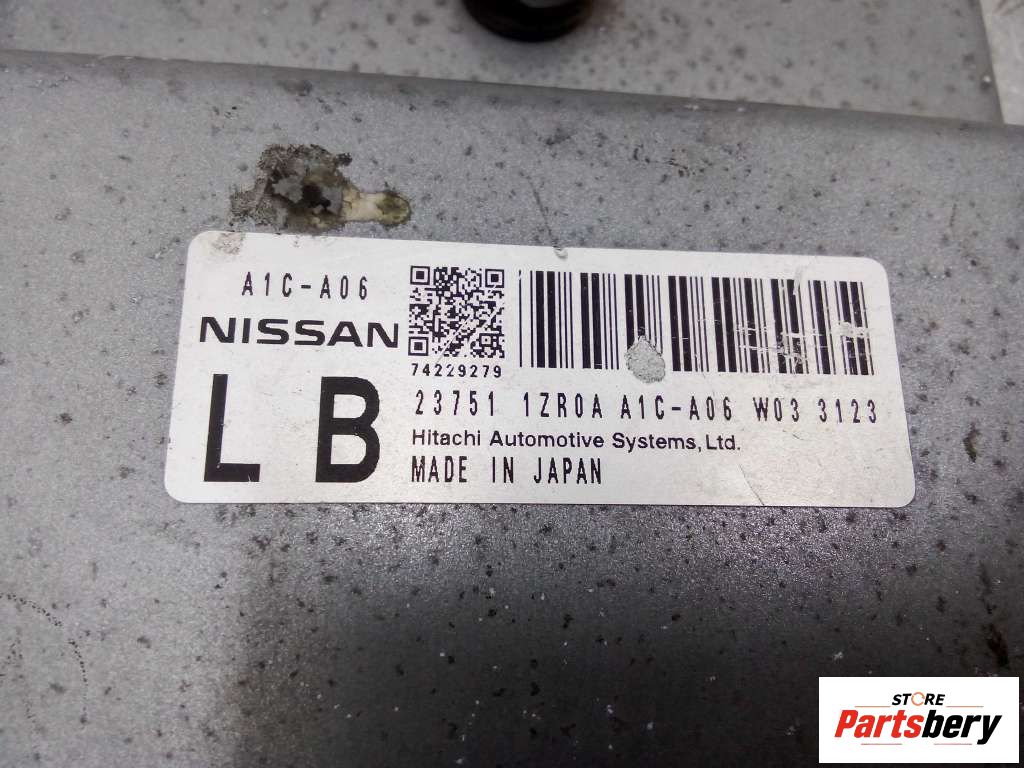 A1C-A06
NISSAN
LB
74229279
23751 1ZR0A A1C-A06 W03 3123
Hitachi Automotive Systems, Ltd.
MADE IN JAPAN
STORE
Partsbery